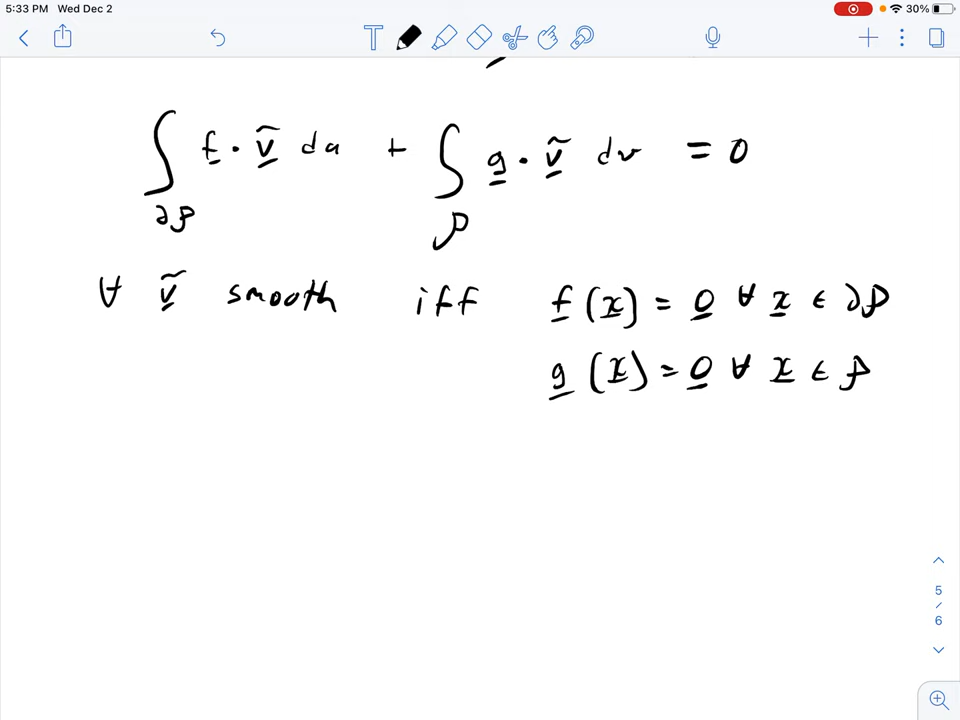 5:33 PM Wed Dec 2 30%
T
∫_{∂𝒫} f̲ · ṽ̲ da + ∫_𝒫 g̲ · ṽ̲ dv = 0
∀ ṽ̲ smooth iff f̲(x̲) = 0̲ ∀ x̲ ∈ ∂𝒫
g̲(x̲) = 0̲ ∀ x̲ ∈ 𝒫
5
/
6